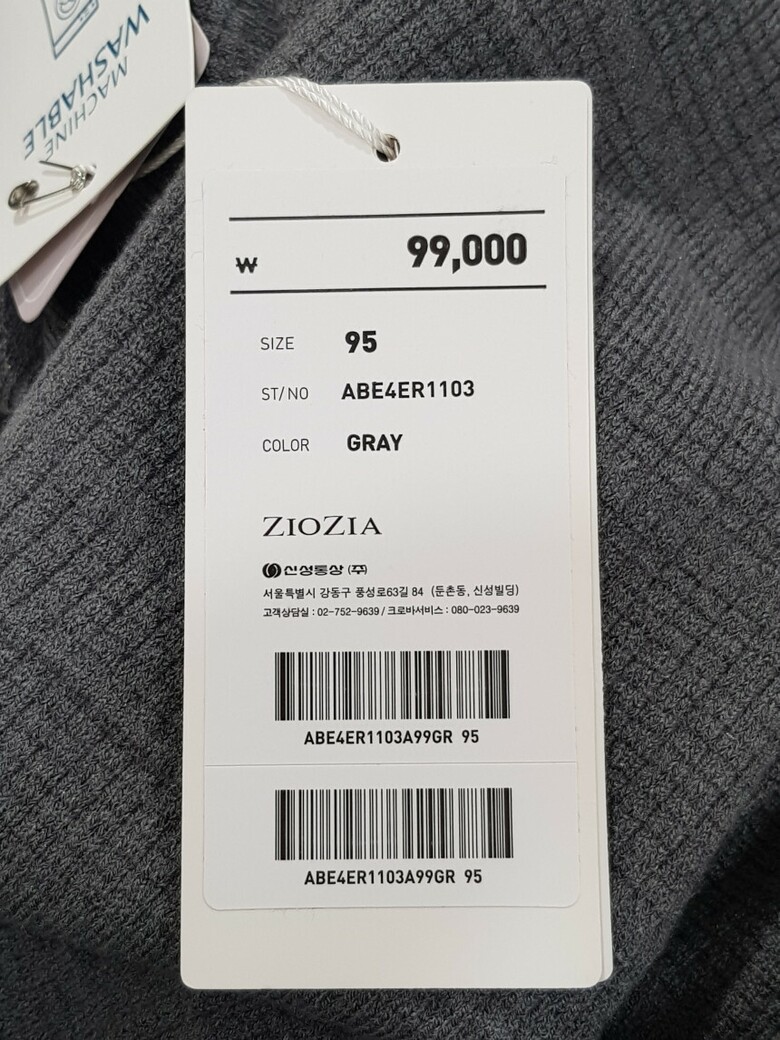 MACHINE
WASHABLE
₩ 99,000
SIZE 95
ST/NO ABE4ER1103
COLOR GRAY
ZIOZIA
신성통상 (주)
서울특별시 강동구 풍성로63길 84 (둔촌동, 신성빌딩)
고객상담실 : 02-752-9639 / 크로바서비스 : 080-023-9639
ABE4ER1103A99GR 95
ABE4ER1103A99GR 95